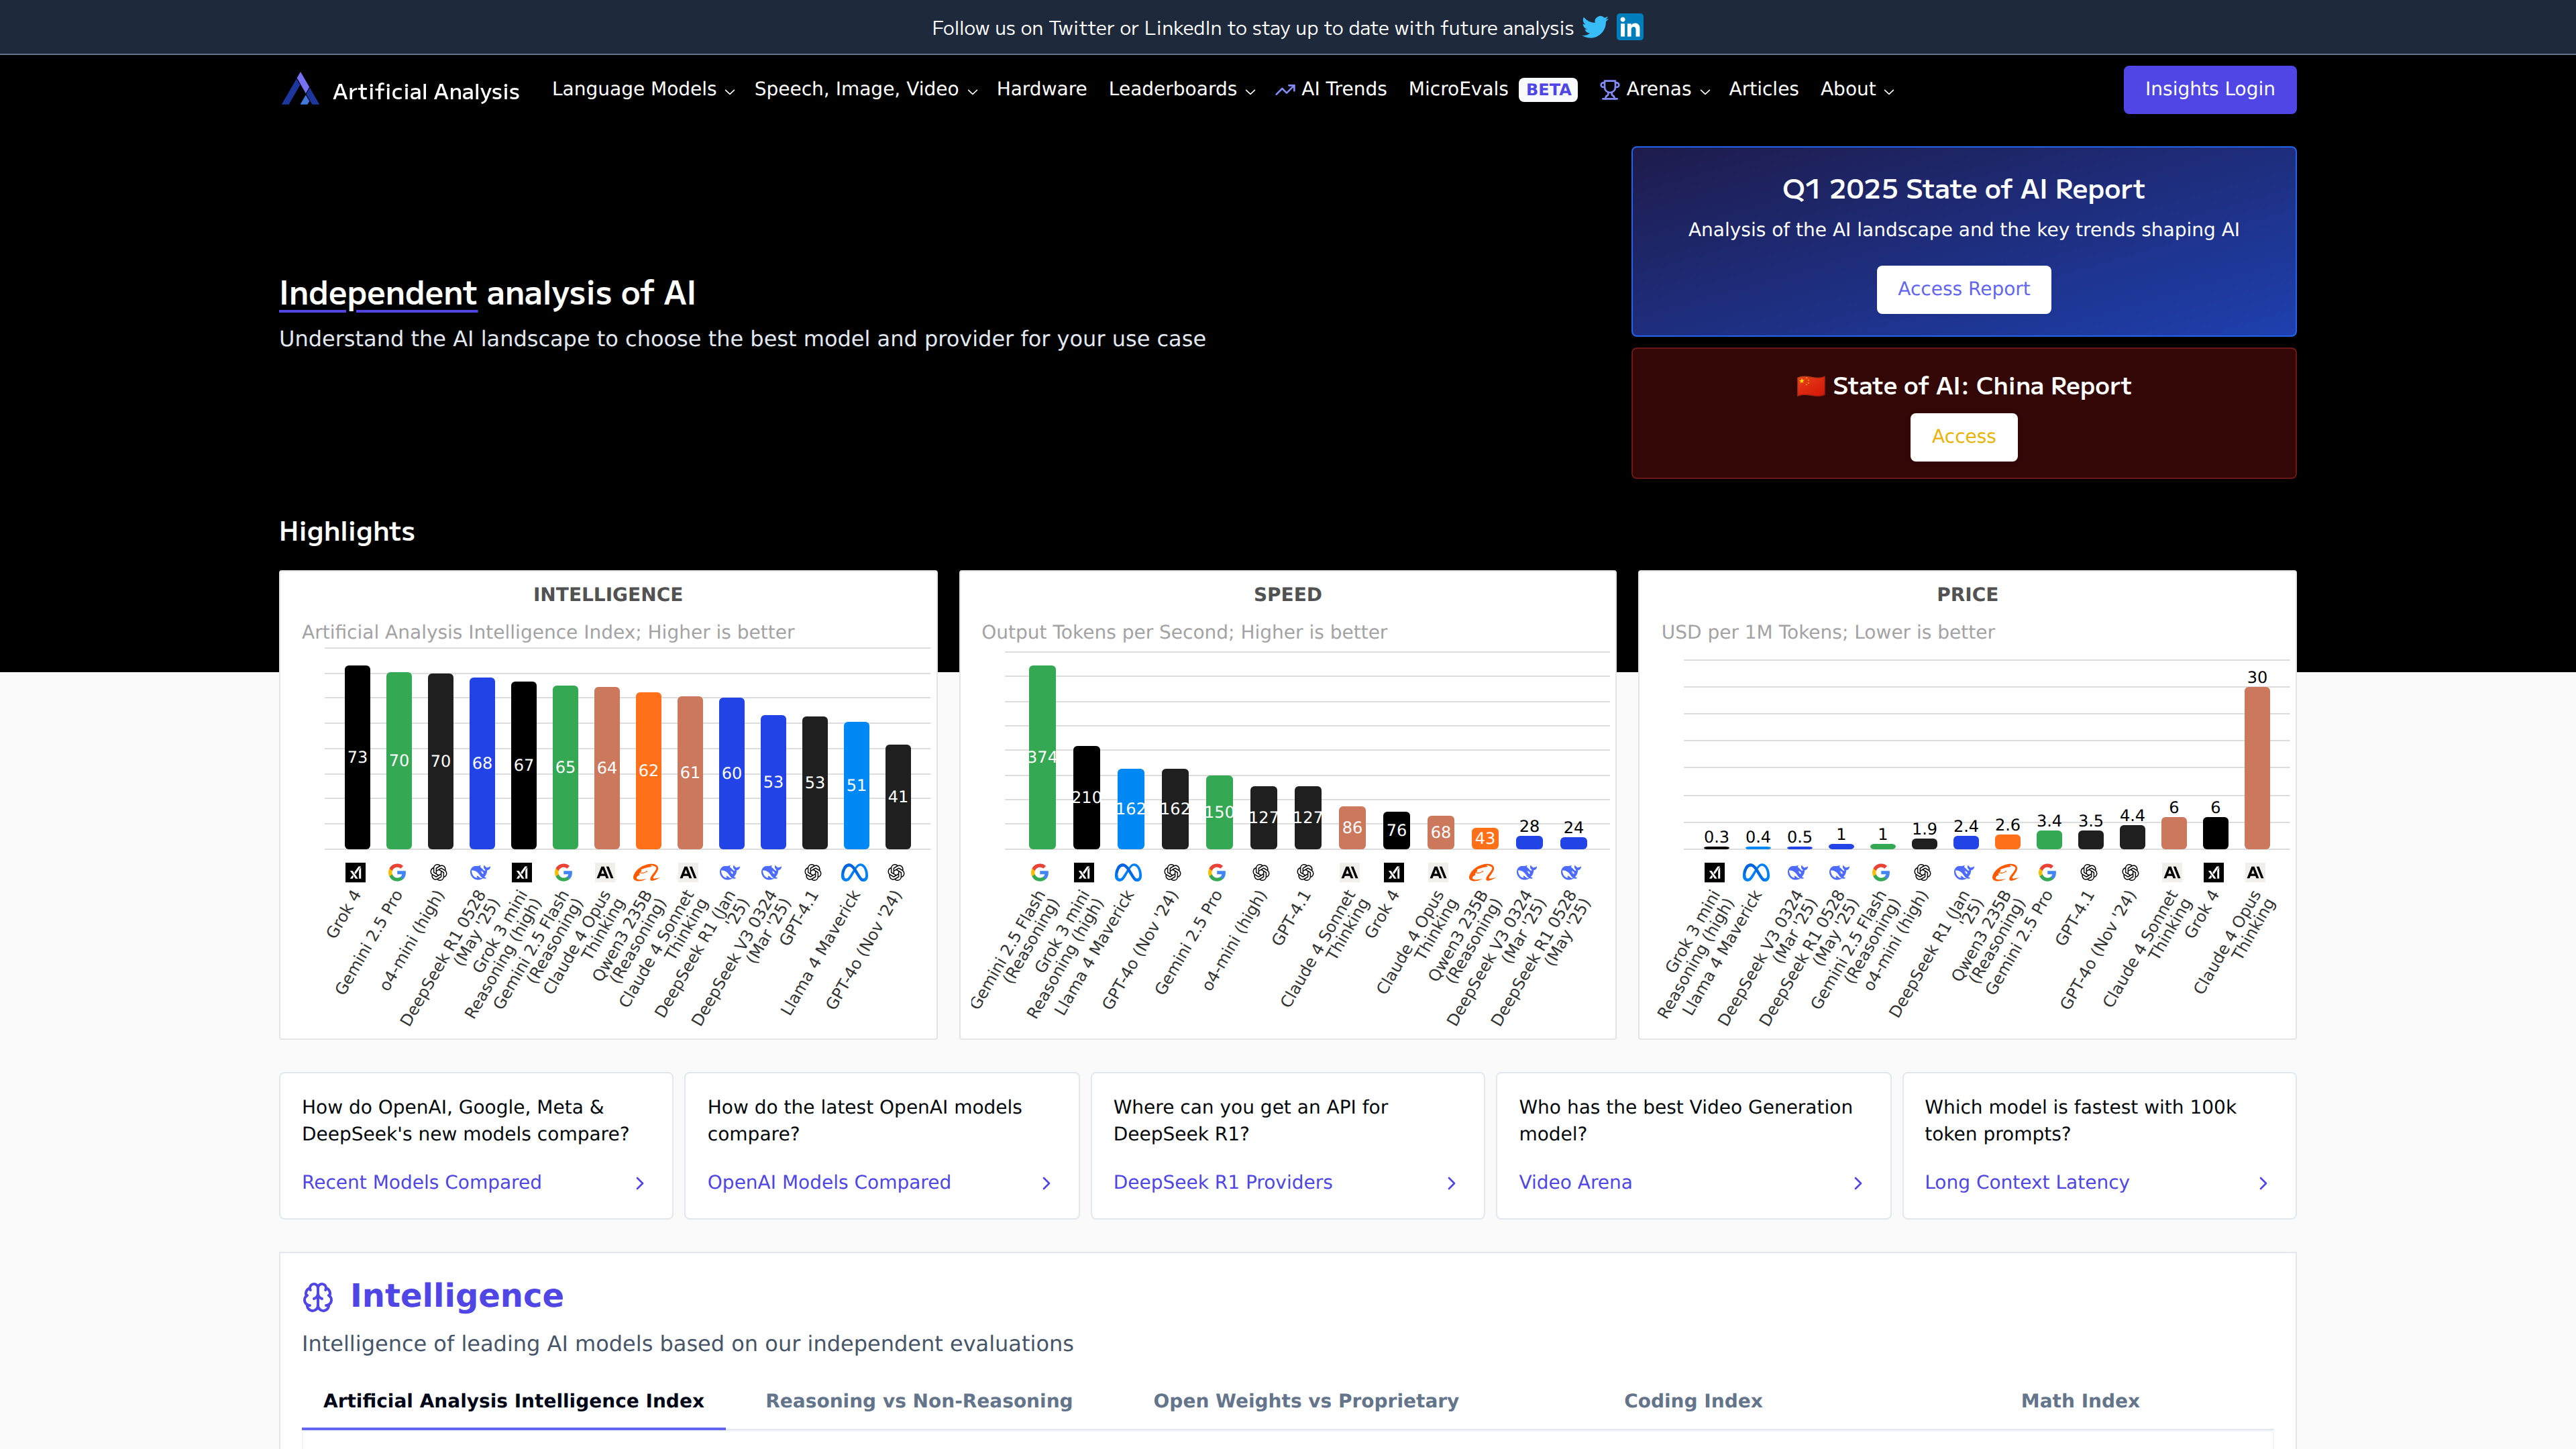 Follow us on Twitter or LinkedIn to stay up to date with future analysis
Artificial Analysis
Language Models
Speech, Image, Video
Hardware
Leaderboards
AI Trends
MicroEvals BETA
Arenas
Articles
About
Insights Login
Independent analysis of AI
Understand the AI landscape to choose the best model and provider for your use case
Q1 2025 State of AI Report
Analysis of the AI landscape and the key trends shaping AI
Access Report
State of AI: China Report
Access
Highlights
INTELLIGENCE
Artificial Analysis Intelligence Index; Higher is better
73 70 70 68 67 65 64 62 61 60 53 53 51 41
Grok 4
Gemini 2.5 Pro
o4-mini (high)
DeepSeek R1 0528
(May '25)
Grok 3 mini
Reasoning (high)
Gemini 2.5 Flash
(Reasoning)
Claude 4 Opus
Thinking
Qwen3 235B
(Reasoning)
Claude 4 Sonnet
Thinking
DeepSeek R1 (Jan
'25)
DeepSeek V3 0324
(Mar '25)
GPT-4.1
Llama 4 Maverick
GPT-4o (Nov '24)
SPEED
Output Tokens per Second; Higher is better
374 210 162 162 150 127 127 86 76 68 43 28 24
Gemini 2.5 Flash
(Reasoning)
Grok 3 mini
Reasoning (high)
Llama 4 Maverick
GPT-4o (Nov '24)
Gemini 2.5 Pro
o4-mini (high)
GPT-4.1
Claude 4 Sonnet
Thinking
Grok 4
Claude 4 Opus
Thinking
Qwen3 235B
(Reasoning)
DeepSeek V3 0324
(Mar '25)
DeepSeek R1 0528
(May '25)
PRICE
USD per 1M Tokens; Lower is better
0.3 0.4 0.5 1 1 1.9 2.4 2.6 3.4 3.5 4.4 6 6 30
Grok 3 mini
Reasoning (high)
Llama 4 Maverick
DeepSeek V3 0324
(Mar '25)
DeepSeek R1 0528
(May '25)
Gemini 2.5 Flash
(Reasoning)
o4-mini (high)
DeepSeek R1 (Jan
'25)
Qwen3 235B
(Reasoning)
Gemini 2.5 Pro
GPT-4.1
GPT-4o (Nov '24)
Claude 4 Sonnet
Thinking
Grok 4
Claude 4 Opus
Thinking
How do OpenAI, Google, Meta &
DeepSeek's new models compare?
Recent Models Compared
How do the latest OpenAI models
compare?
OpenAI Models Compared
Where can you get an API for
DeepSeek R1?
DeepSeek R1 Providers
Who has the best Video Generation
model?
Video Arena
Which model is fastest with 100k
token prompts?
Long Context Latency
Intelligence
Intelligence of leading AI models based on our independent evaluations
Artificial Analysis Intelligence Index
Reasoning vs Non-Reasoning
Open Weights vs Proprietary
Coding Index
Math Index